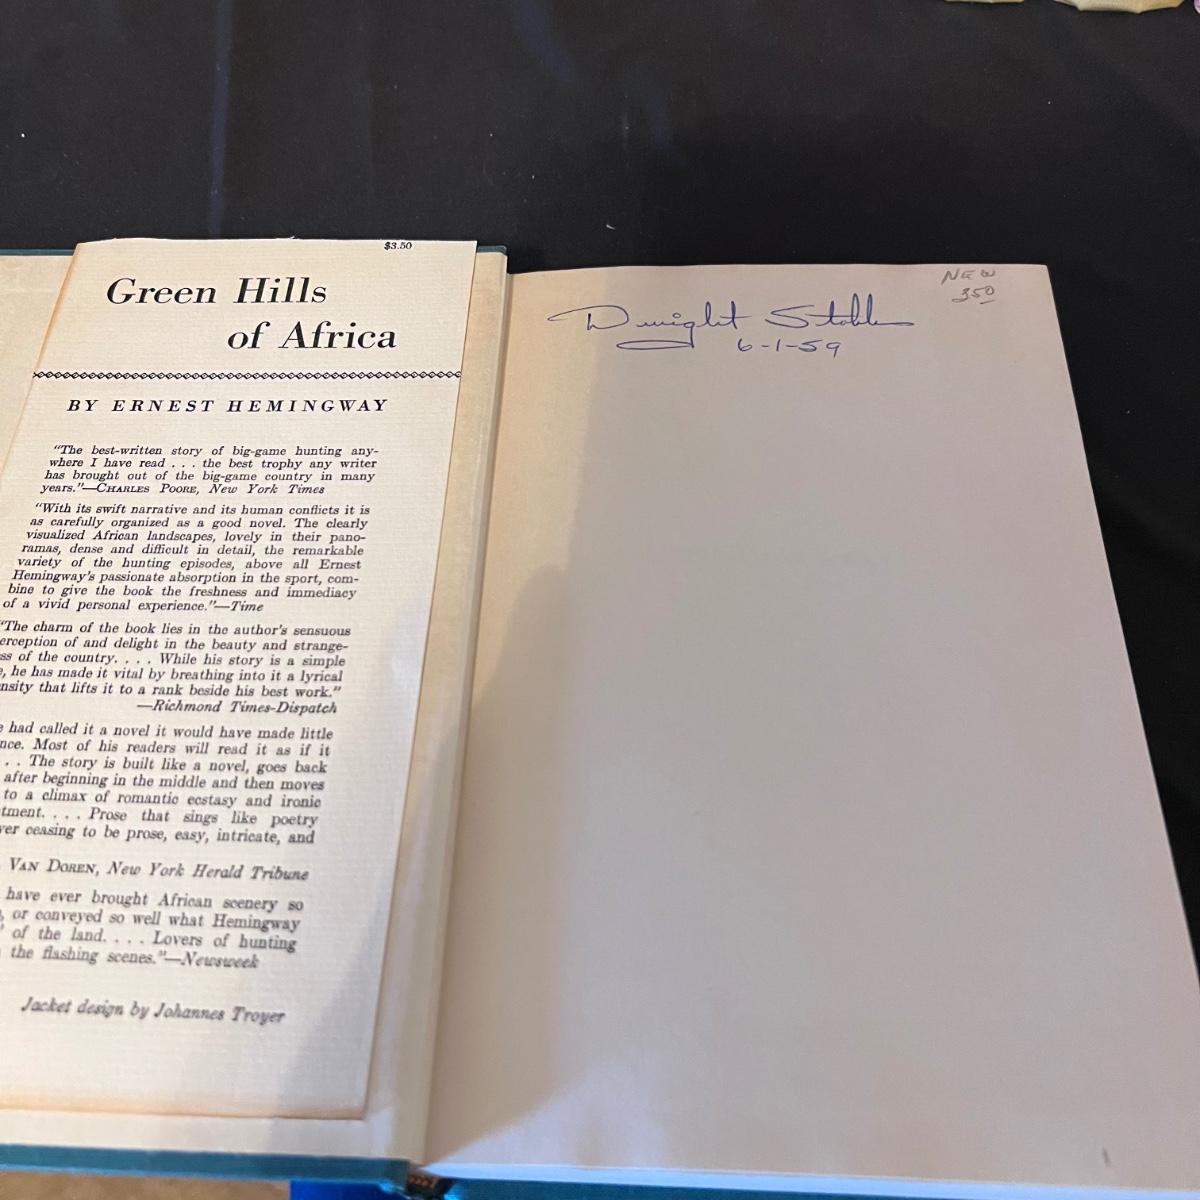 $3.50
Green Hills
of Africa
BY ERNEST HEMINGWAY
"The best-written story of big-game hunting any-
where I have read . . . the best trophy any writer
has brought out of the big-game country in many
years."—CHARLES POORE, New York Times
"With its swift narrative and its human conflicts it is
as carefully organized as a good novel. The clearly
visualized African landscapes, lovely in their pano-
ramas, dense and difficult in detail, the remarkable
variety of the hunting episodes, above all Ernest
Hemingway's passionate absorption in the sport, com-
bine to give the book the freshness and immediacy
of a vivid personal experience."—Time
"The charm of the book lies in the author's sensuous
erception of and delight in the beauty and strange-
ss of the country. . . . While his story is a simple
, he has made it vital by breathing into it a lyrical
nsity that lifts it to a rank beside his best work."
—Richmond Times-Dispatch
had called it a novel it would have made little
nce. Most of his readers will read it as if it
. . The story is built like a novel, goes back
after beginning in the middle and then moves
to a climax of romantic ecstasy and ironic
tment. . . . Prose that sings like poetry
ver ceasing to be prose, easy, intricate, and
VAN DOREN, New York Herald Tribune
have ever brought African scenery so
, or conveyed so well what Hemingway
" of the land. . . . Lovers of hunting
the flashing scenes."—Newsweek
Jacket design by Johannes Troyer
NEW
350
Dwight
6-1-59